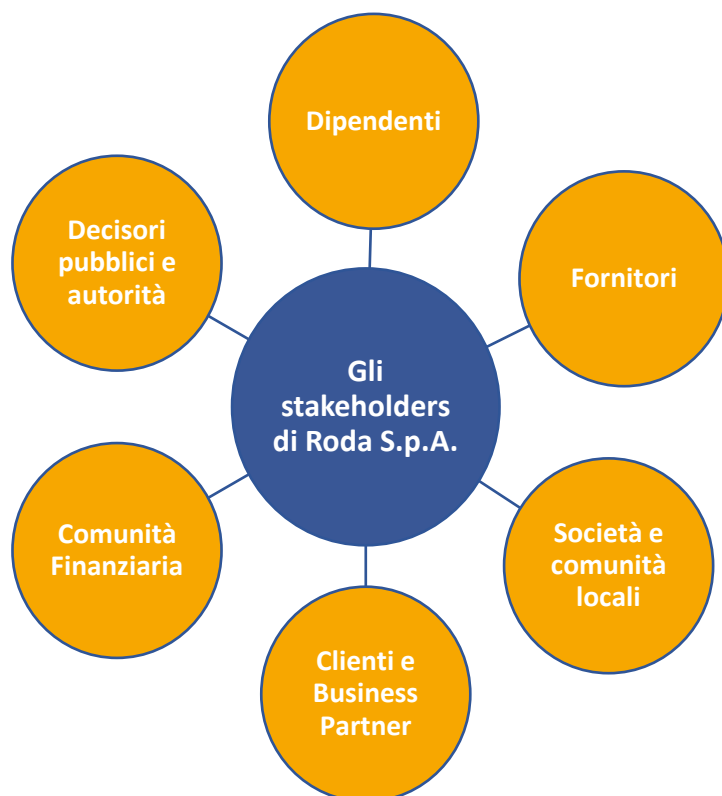 Dipendenti
Decisori
pubblici e
autorità
Fornitori
Gli
stakeholders
di Roda S.p.A.
Comunità
Finanziaria
Società e
comunità
locali
Clienti e
Business
Partner